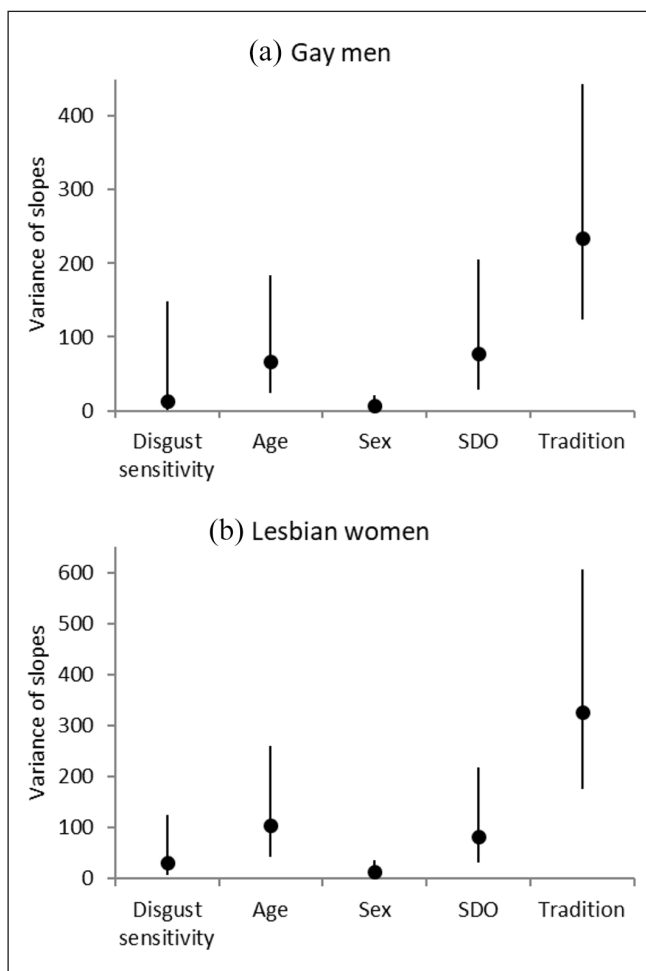 (a) Gay men
Variance of slopes
400
300
200
100
0
Disgust sensitivity
Age
Sex
SDO
Tradition
(b) Lesbian women
Variance of slopes
600
500
400
300
200
100
0
Disgust sensitivity
Age
Sex
SDO
Tradition